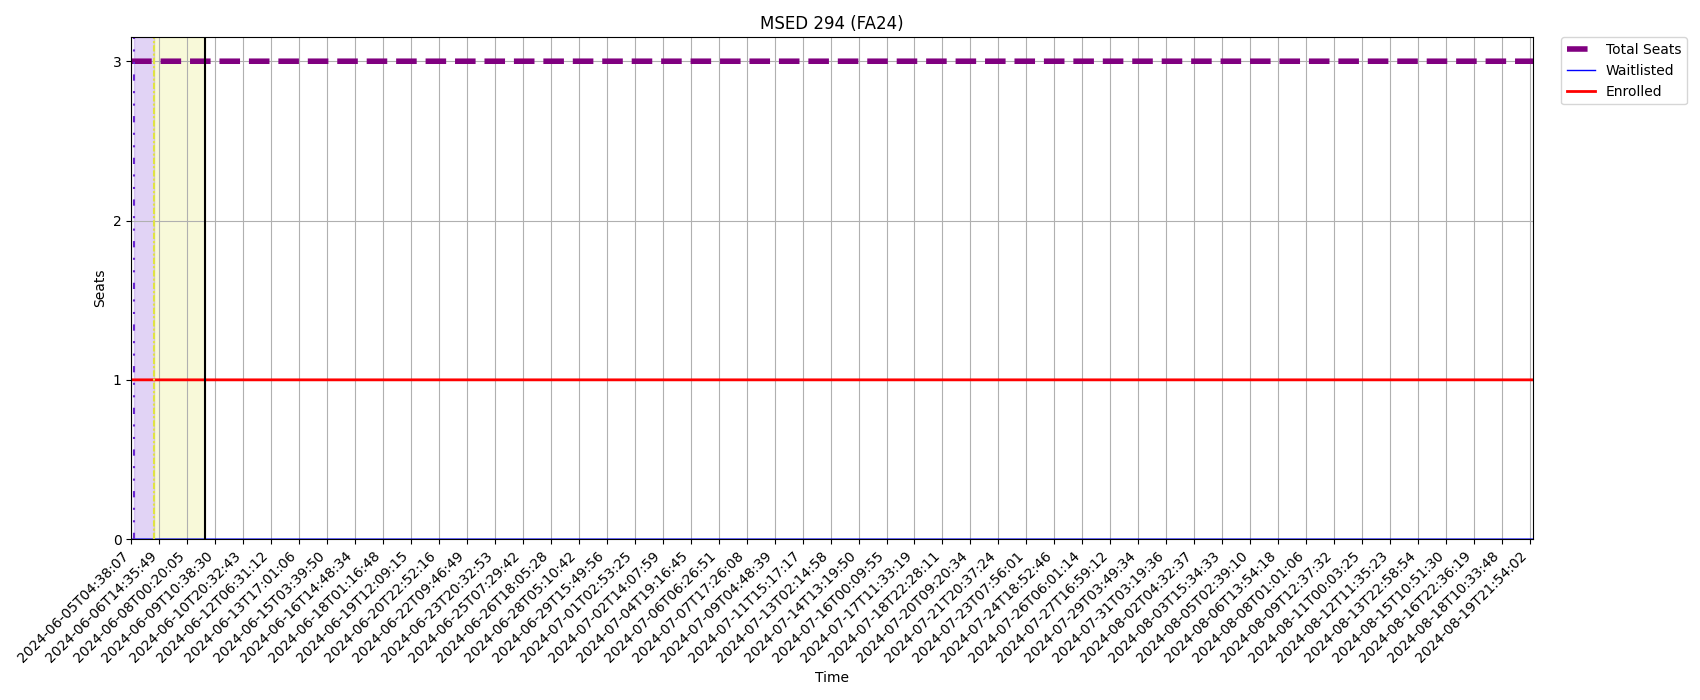 MSED 294 (FA24)
Total Seats
Waitlisted
Enrolled
Seats
3
2
1
0
2024-06-05T04:38:07
2024-06-06T14:35:49
2024-06-08T00:20:05
2024-06-09T10:38:30
2024-06-10T20:32:43
2024-06-12T06:31:12
2024-06-13T17:01:06
2024-06-15T03:39:50
2024-06-16T14:48:34
2024-06-18T01:16:48
2024-06-19T12:09:15
2024-06-20T22:52:16
2024-06-22T09:46:49
2024-06-23T20:32:53
2024-06-25T07:29:42
2024-06-26T18:05:28
2024-06-28T05:10:42
2024-06-29T15:49:56
2024-07-01T02:53:25
2024-07-02T14:07:59
2024-07-04T19:16:45
2024-07-06T06:26:51
2024-07-07T17:26:08
2024-07-09T04:48:39
2024-07-11T15:17:17
2024-07-13T02:14:58
2024-07-14T13:19:50
2024-07-16T00:09:55
2024-07-17T11:33:19
2024-07-18T22:28:11
2024-07-20T09:20:34
2024-07-21T20:37:24
2024-07-23T07:56:01
2024-07-24T18:52:46
2024-07-26T06:01:14
2024-07-27T16:59:12
2024-07-29T03:49:34
2024-07-31T03:19:36
2024-08-02T04:32:37
2024-08-03T15:34:33
2024-08-05T02:39:10
2024-08-06T13:54:18
2024-08-08T01:01:06
2024-08-09T12:37:32
2024-08-11T00:03:25
2024-08-12T11:35:23
2024-08-13T22:58:54
2024-08-15T10:51:30
2024-08-16T22:36:19
2024-08-18T10:33:48
2024-08-19T21:54:02
Time